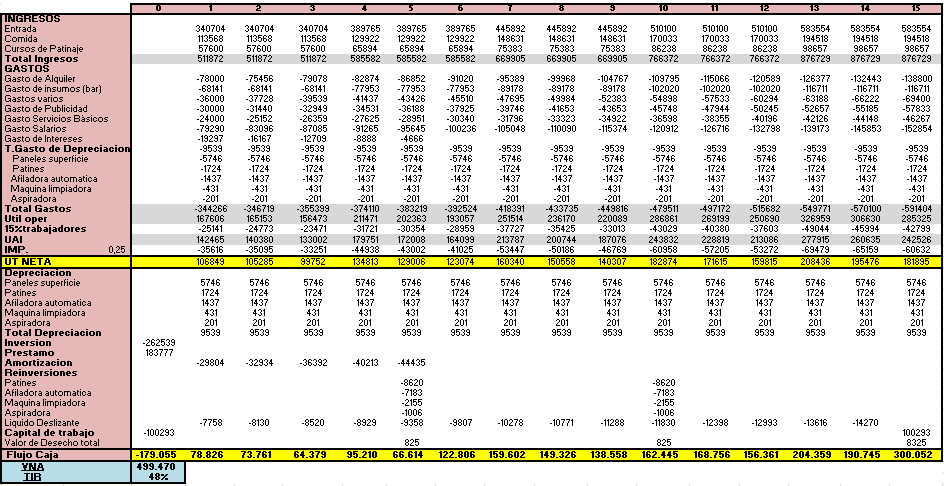 0 1 2 3 4 5 6 7 8 9 10 11 12 13 14 15
INGRESOS
Entrada 340704 340704 340704 389765 389765 389765 445892 445892 445892 510100 510100 510100 583554 583554 583554
Comida 113568 113568 113568 129922 129922 129922 148631 148631 148631 170033 170033 170033 194518 194518 194518
Cursos de Patinaje 57600 57600 57600 65894 65894 65894 75383 75383 75383 86238 86238 86238 98657 98657 98657
Total Ingresos 511872 511872 511872 585582 585582 585582 669905 669905 669905 766372 766372 766372 876729 876729 876729
GASTOS
Gasto de Alquiler -78000 -75456 -79078 -82874 -86852 -91020 -95389 -99968 -104767 -109795 -115066 -120589 -126377 -132443 -138800
Gasto de insumos (bar) -68141 -68141 -68141 -77953 -77953 -77953 -89178 -89178 -89178 -102020 -102020 -102020 -116711 -116711 -116711
Gastos varios -36000 -37728 -39539 -41437 -43426 -45510 -47695 -49984 -52383 -54898 -57533 -60294 -63188 -66222 -69400
Gasto de Publicidad -30000 -31440 -32949 -34531 -36188 -37925 -39746 -41653 -43653 -45748 -47944 -50245 -52657 -55185 -57833
Gasto Servicios Básicos -24000 -25152 -26359 -27625 -28951 -30340 -31796 -33323 -34922 -36598 -38355 -40196 -42126 -44148 -46267
Gasto Salarios -79290 -83096 -87085 -91265 -95645 -100236 -105048 -110090 -115374 -120912 -126716 -132798 -139173 -145853 -152854
Gasto de Intereses -19297 -16167 -12709 -8888 -4666
T.Gasto de Depreciacion -9539 -9539 -9539 -9539 -9539 -9539 -9539 -9539 -9539 -9539 -9539 -9539 -9539 -9539 -9539
Paneles superficie -5746 -5746 -5746 -5746 -5746 -5746 -5746 -5746 -5746 -5746 -5746 -5746 -5746 -5746 -5746
Patines -1724 -1724 -1724 -1724 -1724 -1724 -1724 -1724 -1724 -1724 -1724 -1724 -1724 -1724 -1724
Afiladora automatica -1437 -1437 -1437 -1437 -1437 -1437 -1437 -1437 -1437 -1437 -1437 -1437 -1437 -1437 -1437
Maquina limpiadora -431 -431 -431 -431 -431 -431 -431 -431 -431 -431 -431 -431 -431 -431 -431
Aspiradora -201 -201 -201 -201 -201 -201 -201 -201 -201 -201 -201 -201 -201 -201 -201
Total Gastos -344266 -346719 -355399 -374110 -383219 -392524 -418391 -433735 -449816 -479511 -497172 -515682 -549771 -570100 -591404
Util oper 167606 165153 156473 211471 202363 193057 251514 236170 220089 286861 269199 250690 326959 306630 285325
15%trabajadores -25141 -24773 -23471 -31721 -30354 -28959 -37727 -35425 -33013 -43029 -40380 -37603 -49044 -45994 -42799
UAI 142465 140380 133002 179751 172008 164099 213787 200744 187076 243832 228819 213086 277915 260635 242526
IMP. 0,25 -35616 -35095 -33251 -44938 -43002 -41025 -53447 -50186 -46769 -60958 -57205 -53272 -69479 -65159 -60632
UT NETA 106849 105285 99752 134813 129006 123074 160340 150558 140307 182874 171615 159815 208436 195476 181895
Depreciacion
Paneles superficie 5746 5746 5746 5746 5746 5746 5746 5746 5746 5746 5746 5746 5746 5746 5746
Patines 1724 1724 1724 1724 1724 1724 1724 1724 1724 1724 1724 1724 1724 1724 1724
Afiladora automatica 1437 1437 1437 1437 1437 1437 1437 1437 1437 1437 1437 1437 1437 1437 1437
Maquina limpiadora 431 431 431 431 431 431 431 431 431 431 431 431 431 431 431
Aspiradora 201 201 201 201 201 201 201 201 201 201 201 201 201 201 201
Total Depreciacion 9539 9539 9539 9539 9539 9539 9539 9539 9539 9539 9539 9539 9539 9539 9539
Inversion -262539
Prestamo 183777
Amortizacion -29804 -32934 -36392 -40213 -44435
Reinversiones
Patines -8620 -8620
Afiladora automatica -7183 -7183
Maquina limpiadora -2155 -2155
Aspiradora -1006 -1006
Liquido Deslizante -7758 -8130 -8520 -8929 -9358 -9807 -10278 -10771 -11288 -11830 -12398 -12993 -13616 -14270
Capital de trabajo -100293 100293
Valor de Desecho total 825 825 8325
Flujo Caja -179.055 78.826 73.761 64.379 95.210 66.614 122.806 159.602 149.326 138.558 162.445 168.756 156.361 204.359 190.745 300.052
VNA 499.470
TIR 48%